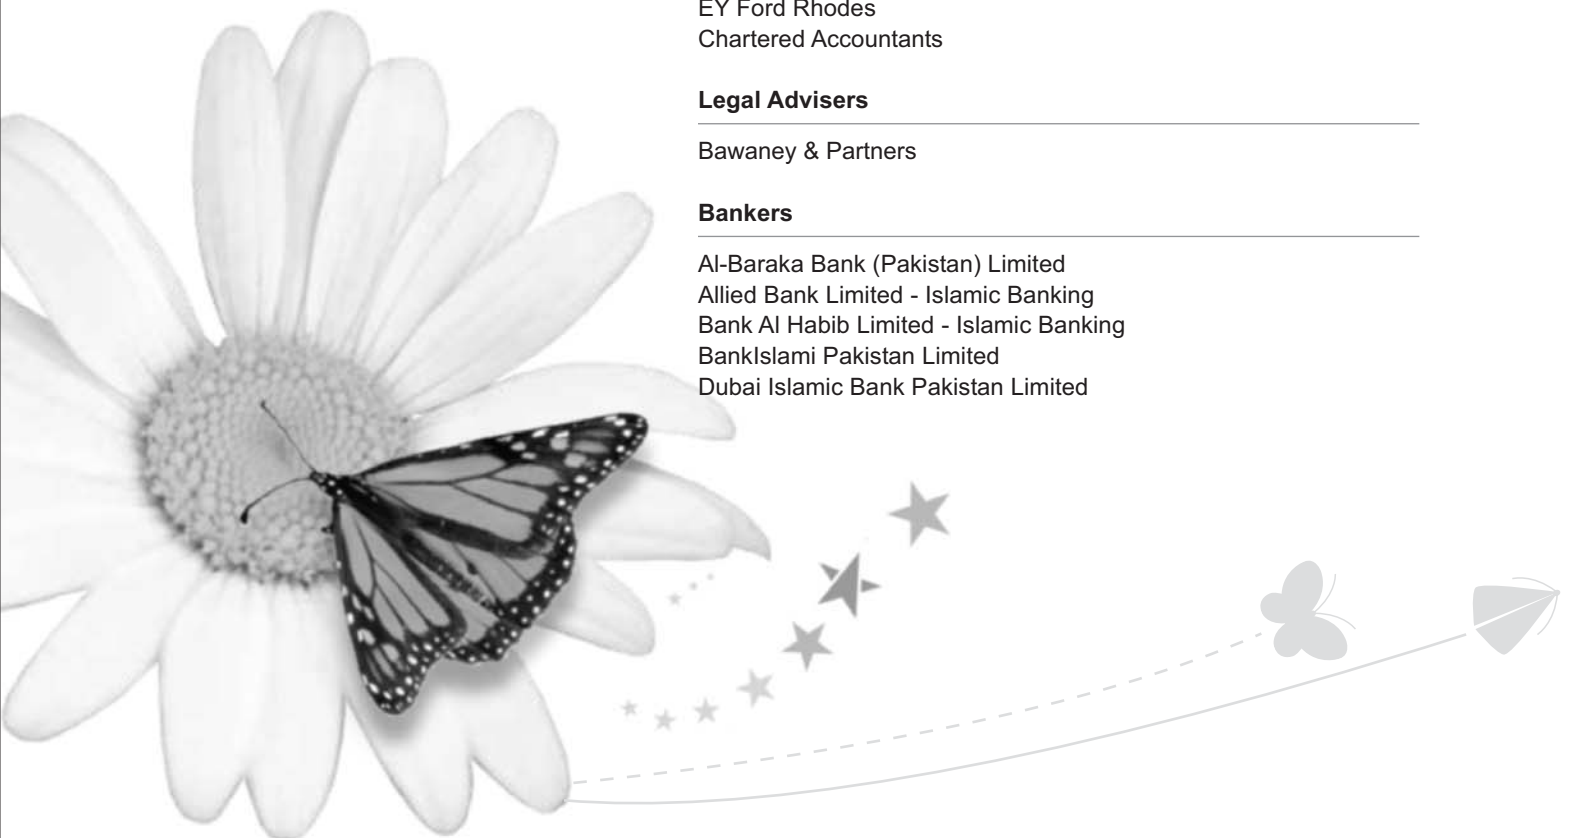 EY Ford Rhodes
Chartered Accountants
Legal Advisers
Bawaney & Partners
Bankers
Al-Baraka Bank (Pakistan) Limited
Allied Bank Limited - Islamic Banking
Bank Al Habib Limited - Islamic Banking
BankIslami Pakistan Limited
Dubai Islamic Bank Pakistan Limited